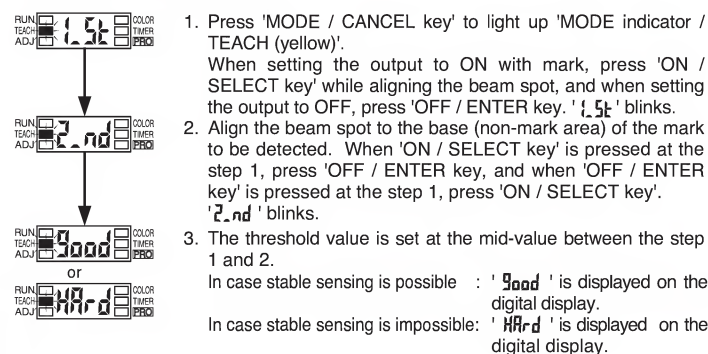 RUN COLOR
TEACH 1_St TIMER
ADJ PRO
1. Press 'MODE / CANCEL key' to light up 'MODE indicator /
TEACH (yellow)'.
When setting the output to ON with mark, press 'ON /
SELECT key' while aligning the beam spot, and when setting
the output to OFF, press 'OFF / ENTER key. '1_St' blinks.
RUN COLOR
TEACH 2_nd TIMER
ADJ PRO
2. Align the beam spot to the base (non-mark area) of the mark
to be detected. When 'ON / SELECT key' is pressed at the
step 1, press 'OFF / ENTER key, and when 'OFF / ENTER
key' is pressed at the step 1, press 'ON / SELECT key'.
'2_nd ' blinks.
RUN COLOR
TEACH good TIMER
ADJ PRO
or
RUN COLOR
TEACH HArd TIMER
ADJ PRO
3. The threshold value is set at the mid-value between the step
1 and 2.
In case stable sensing is possible : ' good ' is displayed on the
digital display.
In case stable sensing is impossible: ' HArd ' is displayed on the
digital display.